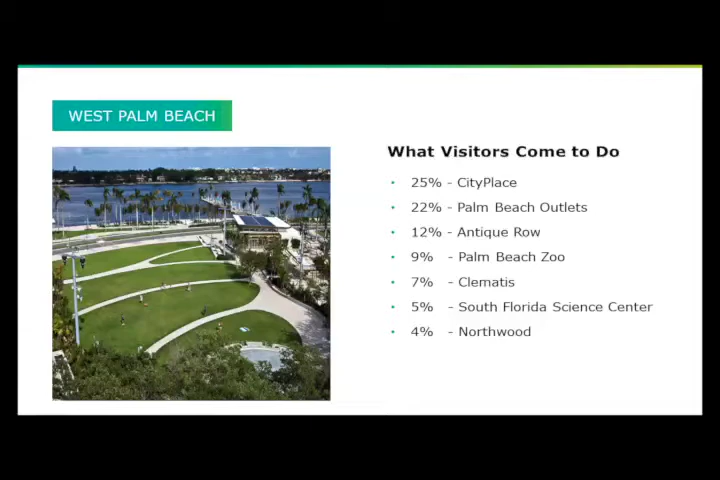 WEST PALM BEACH
What Visitors Come to Do
• 25% - CityPlace
• 22% - Palm Beach Outlets
• 12% - Antique Row
• 9% - Palm Beach Zoo
• 7% - Clematis
• 5% - South Florida Science Center
• 4% - Northwood